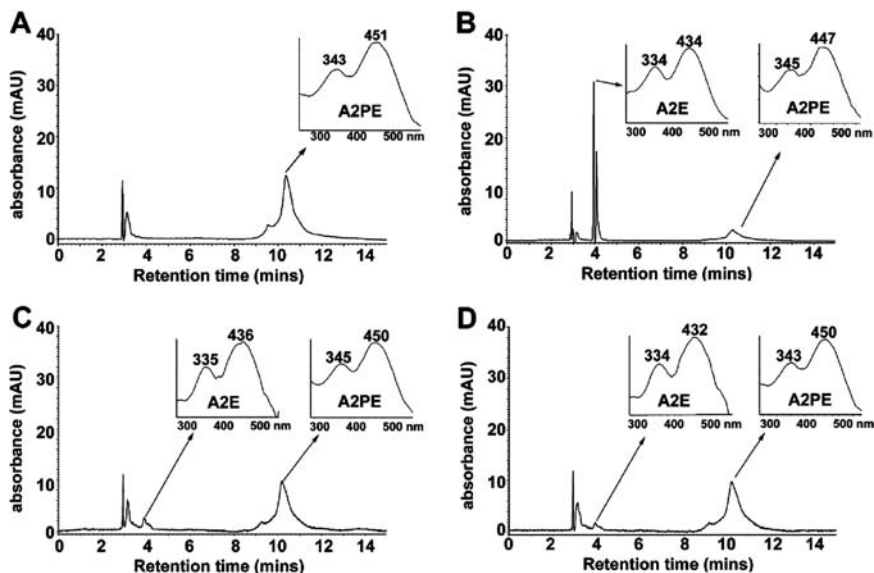 A
absorbance (mAU)
40
30
20
10
0
0 2 4 6 8 10 12 14
Retention time (mins)
343
451
A2PE
300 400 500 nm
B
absorbance (mAU)
40
30
20
10
0
0 2 4 6 8 10 12 14
Retention time (mins)
334
434
A2E
300 400 500 nm
345
447
A2PE
300 400 500 nm
C
absorbance (mAU)
40
30
20
10
0
0 2 4 6 8 10 12 14
Retention time (mins)
335
436
A2E
300 400 500 nm
345
450
A2PE
300 400 500 nm
D
absorbance (mAU)
40
30
20
10
0
0 2 4 6 8 10 12 14
Retention time (mins)
334
432
A2E
300 400 500 nm
343
450
A2PE
300 400 500 nm